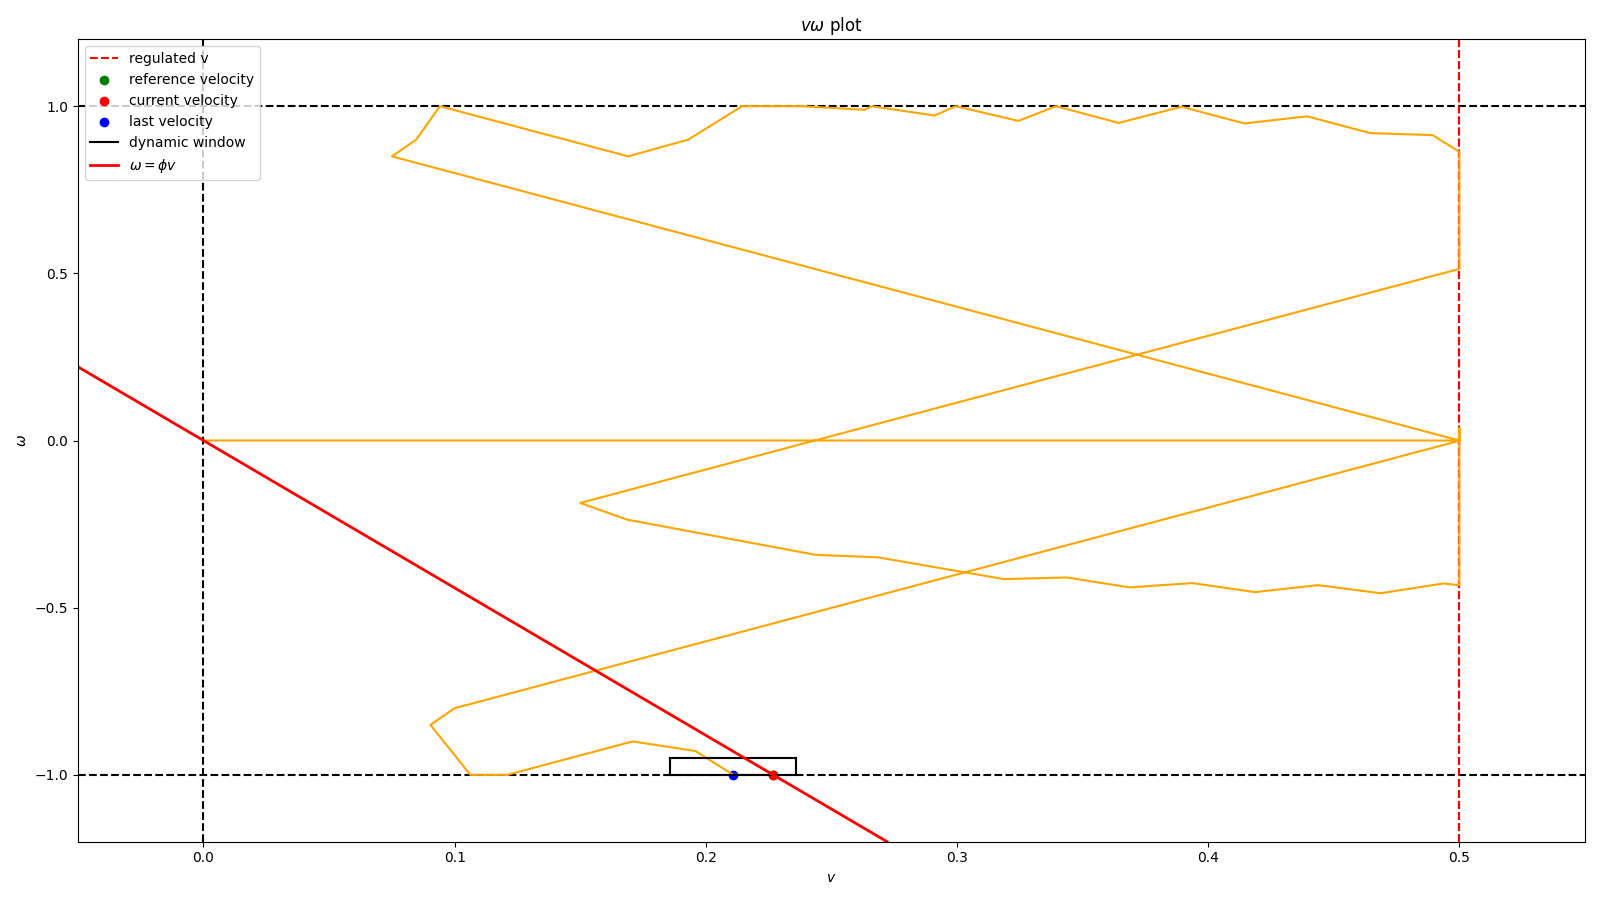 vω plot
regulated v
reference velocity
current velocity
last velocity
dynamic window
ω = ϕv
1.0
0.5
0.0
−0.5
−1.0
ω
0.0 0.1 0.2 0.3 0.4 0.5
v